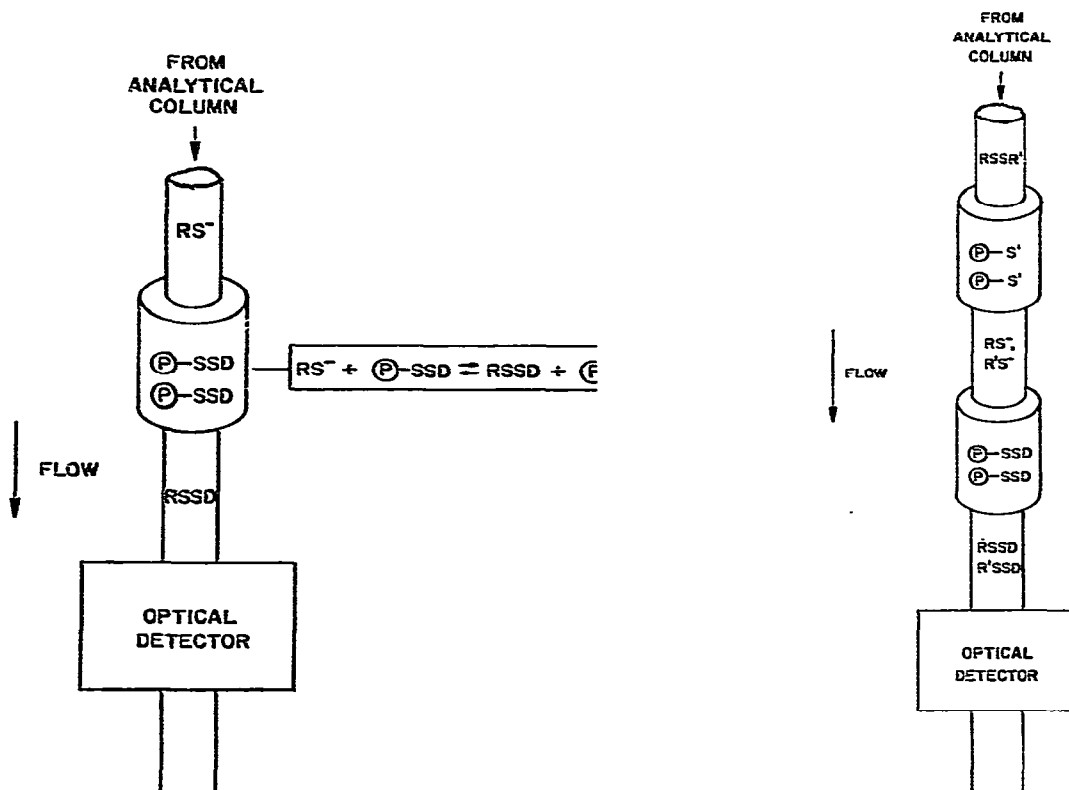 FROM
ANALYTICAL
COLUMN
RS⁻
Ⓟ-SSD
Ⓟ-SSD
RS⁻ + Ⓟ-SSD ⇌ RSSD + Ⓟ
FLOW
RSSD
OPTICAL
DETECTOR
FROM
ANALYTICAL
COLUMN
RSSR'
Ⓟ-S'
Ⓟ-S'
RS⁻,
R'S⁻
FLOW
Ⓟ-SSD
Ⓟ-SSD
RSSD
R'SSD
OPTICAL
DETECTOR